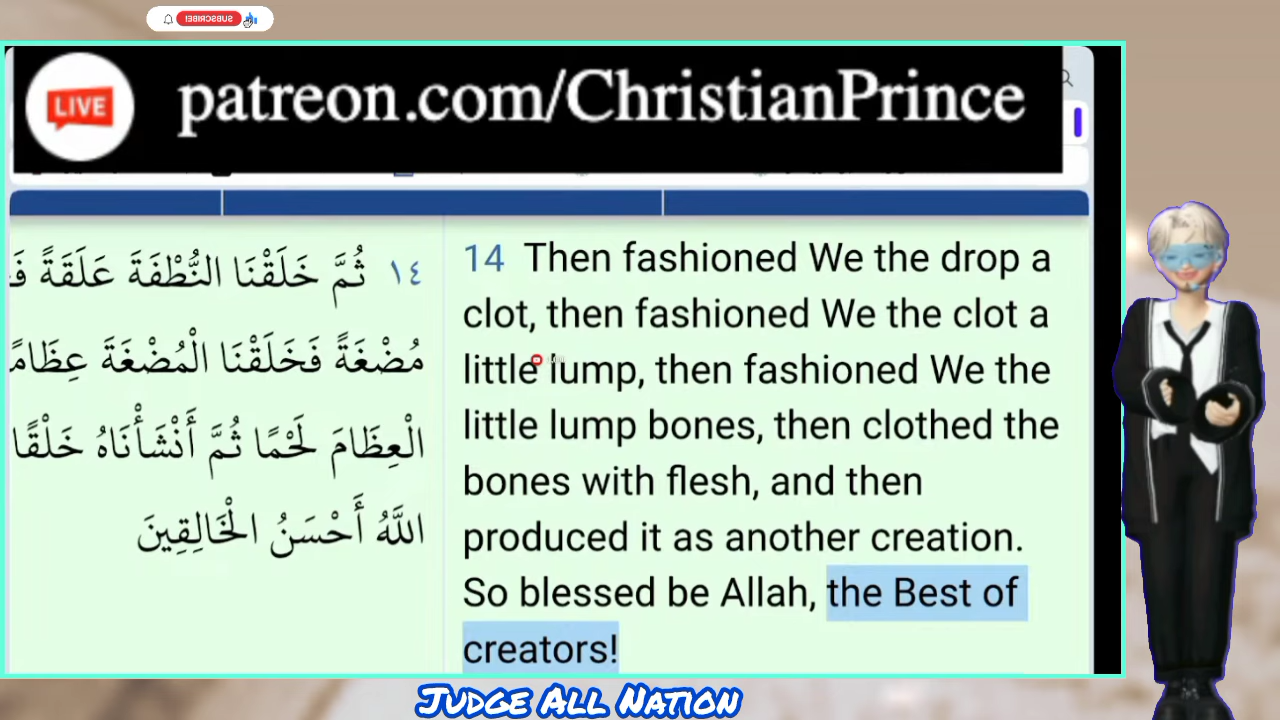 SUBSCRIBE!
LIVE
patreon.com/ChristianPrince
١٤ ثُمَّ خَلَقْنَا النُّطْفَةَ عَلَقَةً
مُضْغَةً فَخَلَقْنَا الْمُضْغَةَ عِظَامًا
الْعِظَامَ لَحْمًا ثُمَّ أَنْشَأْنَاهُ خَلْقًا
اللَّهُ أَحْسَنُ الْخَالِقِينَ
14 Then fashioned We the drop a
clot, then fashioned We the clot a
little lump, then fashioned We the
little lump bones, then clothed the
bones with flesh, and then
produced it as another creation.
So blessed be Allah, the Best of
creators!
Judge All Nation